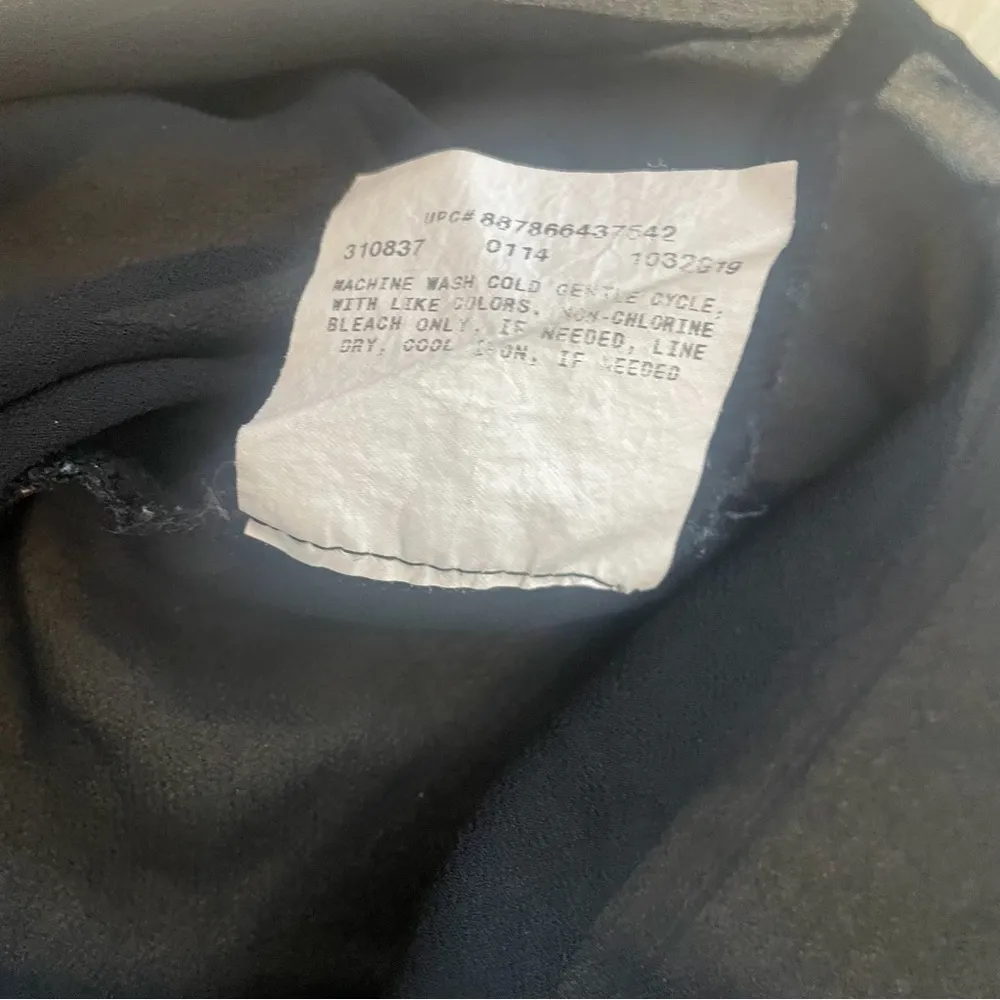 UPC# 887866437542
310837 0114 1032919
MACHINE WASH COLD GENTLE CYCLE,
WITH LIKE COLORS. NON-CHLORINE
BLEACH ONLY. IF NEEDED, LINE
DRY, COOL IRON, IF NEEDED